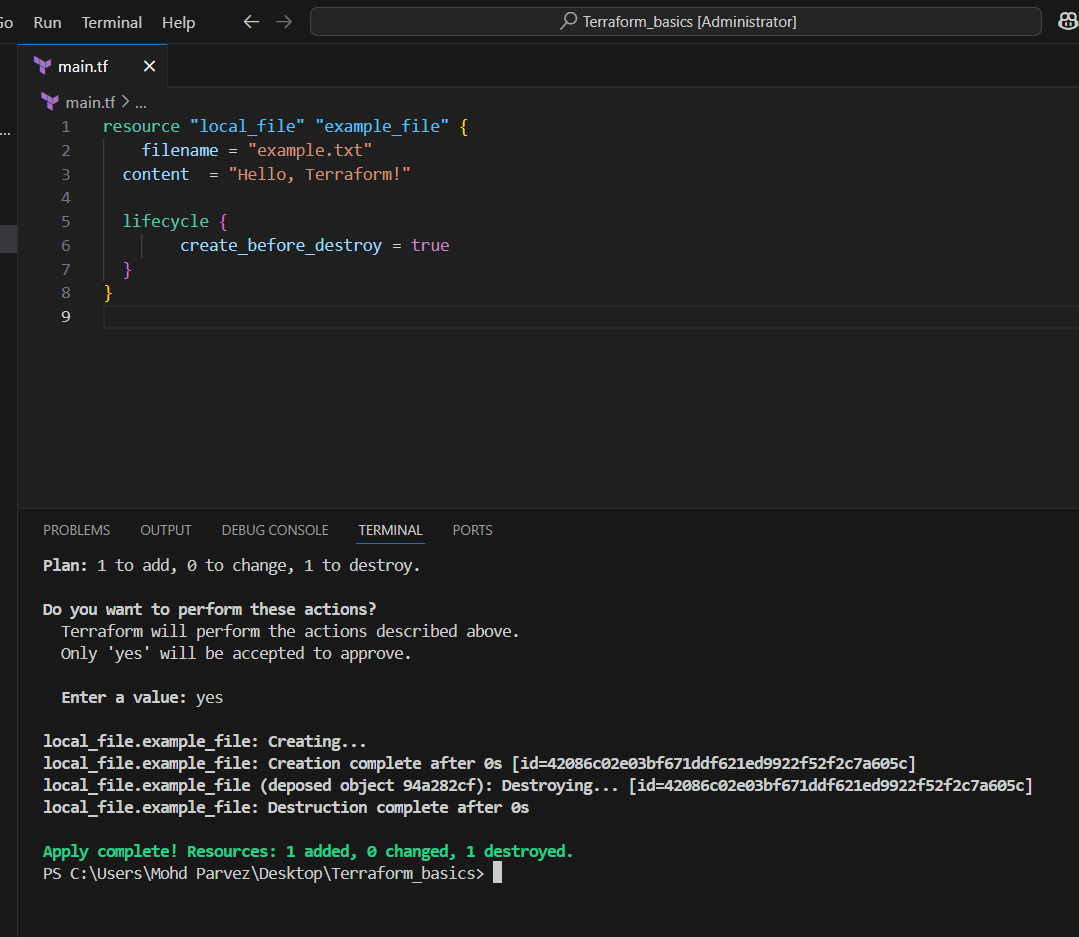 Go Run Terminal Help Terraform_basics [Administrator]
main.tf
main.tf > ...
...
1 resource "local_file" "example_file" {
2     filename = "example.txt"
3   content  = "Hello, Terraform!"
4
5   lifecycle {
6         create_before_destroy = true
7   }
8 }
9
PROBLEMS OUTPUT DEBUG CONSOLE TERMINAL PORTS
Plan: 1 to add, 0 to change, 1 to destroy.
Do you want to perform these actions?
  Terraform will perform the actions described above.
  Only 'yes' will be accepted to approve.
  Enter a value: yes
local_file.example_file: Creating...
local_file.example_file: Creation complete after 0s [id=42086c02e03bf671ddf621ed9922f52f2c7a605c]
local_file.example_file (deposed object 94a282cf): Destroying... [id=42086c02e03bf671ddf621ed9922f52f2c7a605c]
local_file.example_file: Destruction complete after 0s
Apply complete! Resources: 1 added, 0 changed, 1 destroyed.
PS C:\Users\Mohd Parvez\Desktop\Terraform_basics>